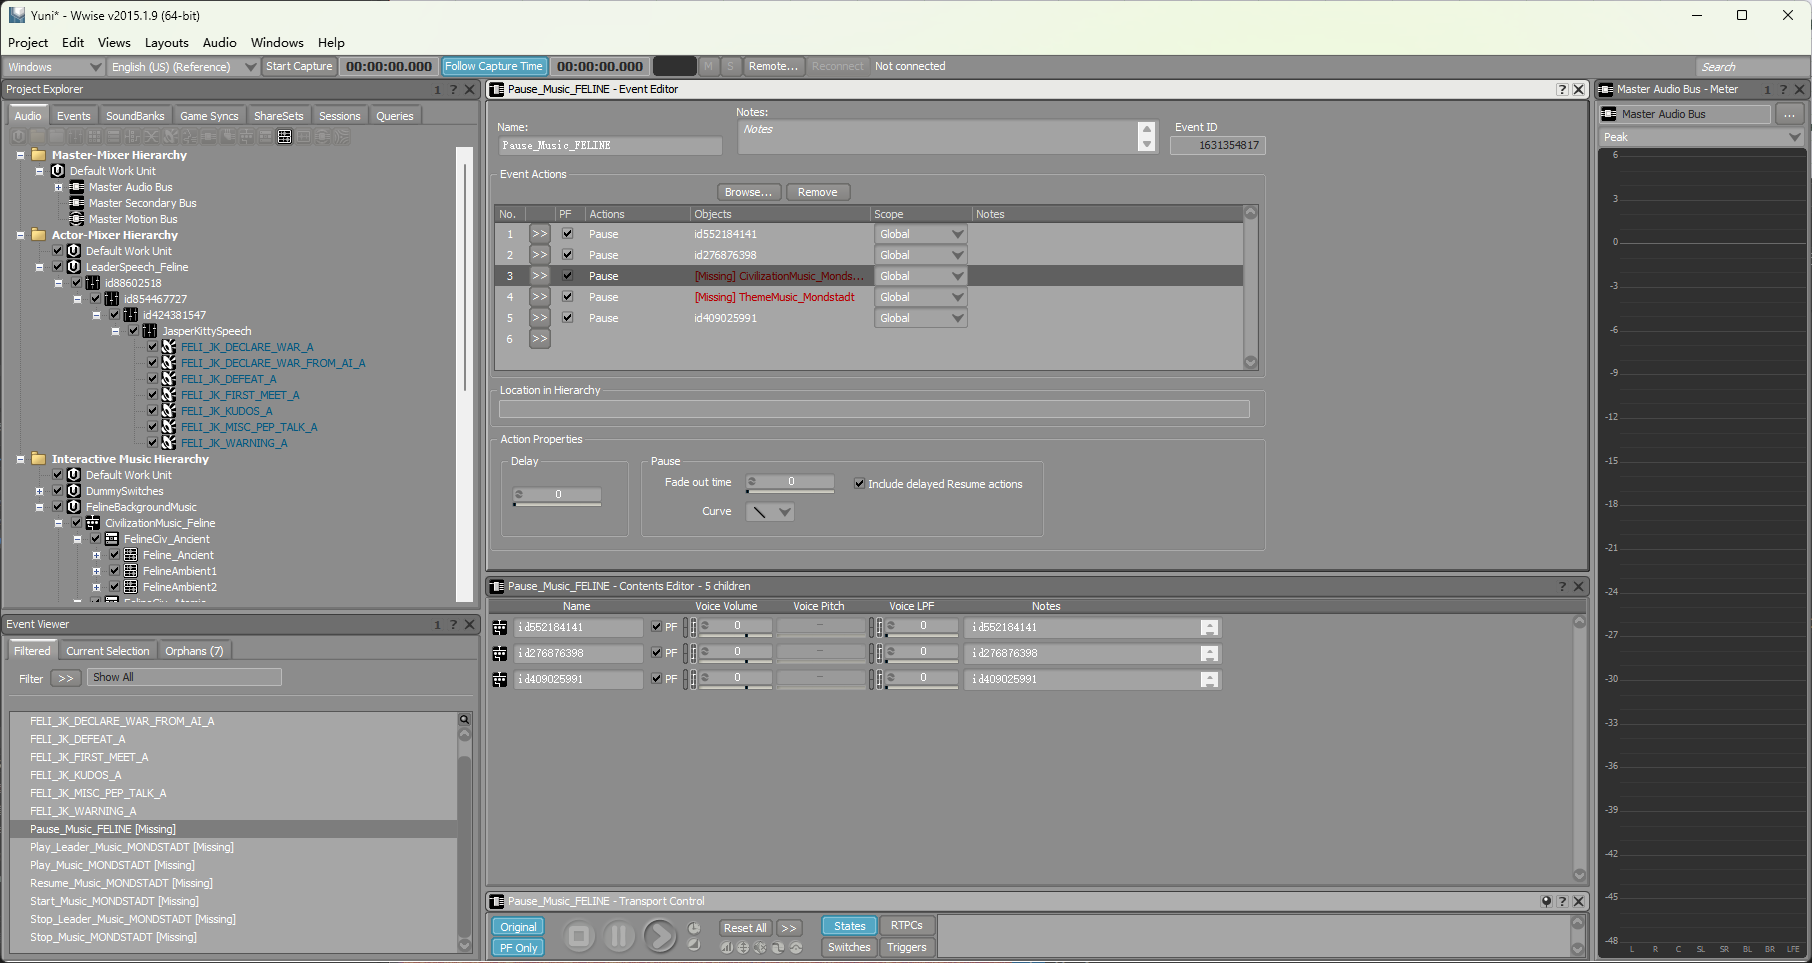 Yuni* - Wwise v2015.1.9 (64-bit)
Project Edit Views Layouts Audio Windows Help
Windows English (US) (Reference) Start Capture 00:00:00.000 Follow Capture Time 00:00:00.000 M S Remote... Reconnect Not connected Search
Project Explorer 1 ? X
Audio Events SoundBanks Game Syncs ShareSets Sessions Queries
Master-Mixer Hierarchy
Default Work Unit
Master Audio Bus
Master Secondary Bus
Master Motion Bus
Actor-Mixer Hierarchy
Default Work Unit
LeaderSpeech_Feline
id88602518
id854467727
id424381547
JasperKittySpeech
FELI_JK_DECLARE_WAR_A
FELI_JK_DECLARE_WAR_FROM_AI_A
FELI_JK_DEFEAT_A
FELI_JK_FIRST_MEET_A
FELI_JK_KUDOS_A
FELI_JK_MISC_PEP_TALK_A
FELI_JK_WARNING_A
Interactive Music Hierarchy
Default Work Unit
DummySwitches
FelineBackgroundMusic
CivilizationMusic_Feline
FelineCiv_Ancient
Feline_Ancient
FelineAmbient1
FelineAmbient2
Event Viewer 1 ? X
Filtered Current Selection Orphans (7)
Filter >> Show All
FELI_JK_DECLARE_WAR_FROM_AI_A
FELI_JK_DEFEAT_A
FELI_JK_FIRST_MEET_A
FELI_JK_KUDOS_A
FELI_JK_MISC_PEP_TALK_A
FELI_JK_WARNING_A
Pause_Music_FELINE [Missing]
Play_Leader_Music_MONDSTADT [Missing]
Play_Music_MONDSTADT [Missing]
Resume_Music_MONDSTADT [Missing]
Start_Music_MONDSTADT [Missing]
Stop_Leader_Music_MONDSTADT [Missing]
Stop_Music_MONDSTADT [Missing]
Pause_Music_FELINE - Event Editor ? X
Name: Notes: Event ID
Pause_Music_FELINE Notes 1631354817
Event Actions
Browse... Remove
No. PF Actions Objects Scope Notes
1 >> Pause id552184141 Global
2 >> Pause id276876398 Global
3 >> Pause [Missing] CivilizationMusic_Monds... Global
4 >> Pause [Missing] ThemeMusic_Mondstadt Global
5 >> Pause id409025991 Global
6 >>
Location in Hierarchy
Action Properties
Delay
0
Pause
Fade out time 0 Include delayed Resume actions
Curve
Pause_Music_FELINE - Contents Editor - 5 children ? X
Name Voice Volume Voice Pitch Voice LPF Notes
id552184141 PF 0 -- 0 id552184141
id276876398 PF 0 -- 0 id276876398
id409025991 PF 0 -- 0 id409025991
Pause_Music_FELINE - Transport Control ? X
Original Reset All >> States RTPCs
PF Only Switches Triggers
Master Audio Bus - Meter 1 ? X
Master Audio Bus ...
Peak
6
3
0
-3
-6
-9
-12
-15
-18
-21
-24
-27
-30
-33
-36
-39
-42
-45
-48
L R C SL SR BL BR LFE